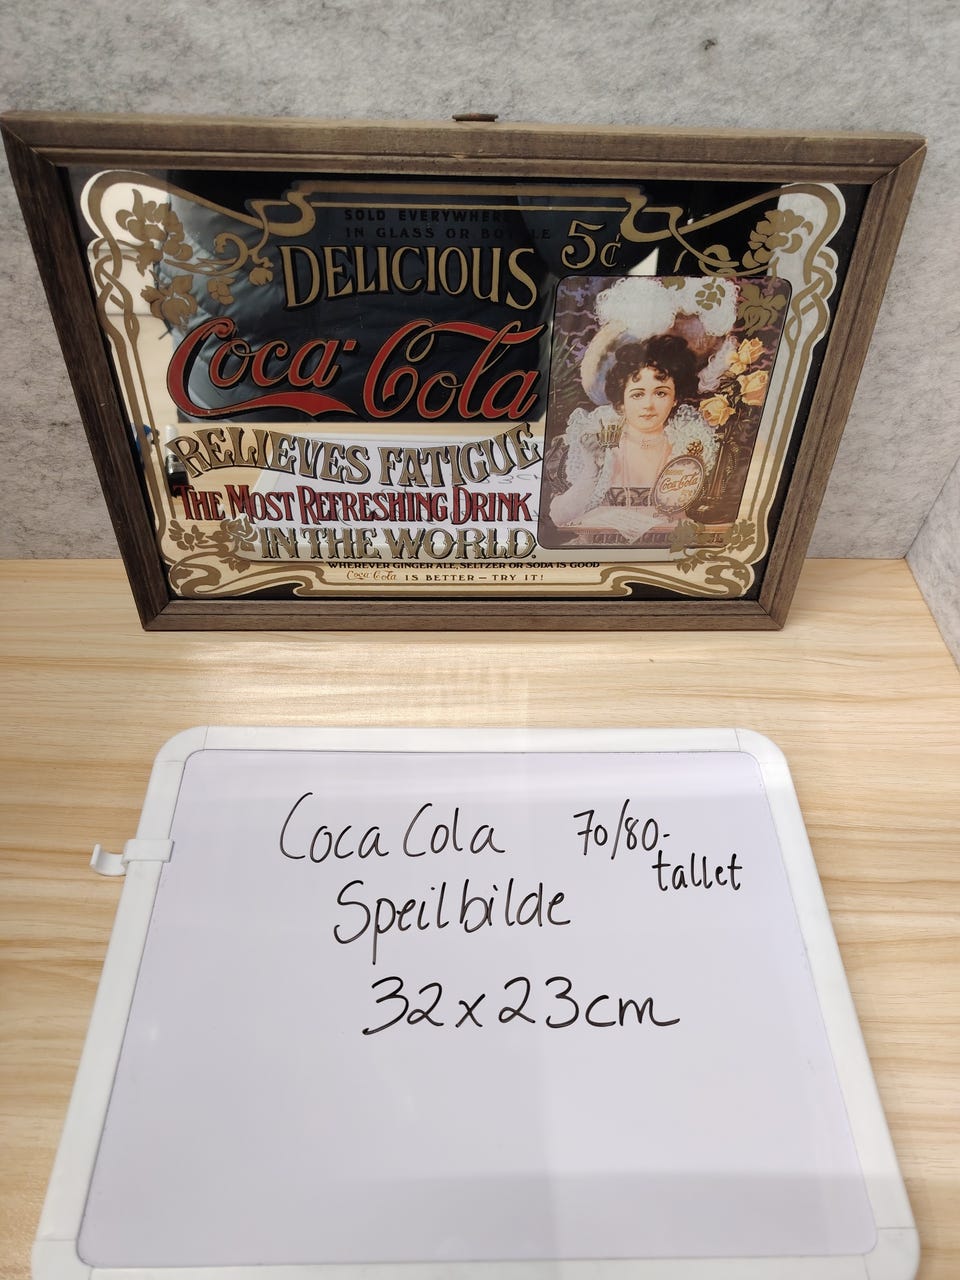 SOLD EVERYWHERE
IN GLASS OR BOTTLE 5¢
DELICIOUS
Coca-Cola
RELIEVES FATIGUE
THE MOST REFRESHING DRINK
IN THE WORLD.
WHEREVER GINGER ALE, SELTZER OR SODA IS GOOD
Coca-Cola IS BETTER – TRY IT!
Coca-Cola
5¢
Coca Cola 70/80-
tallet
Speilbilde
32x23cm